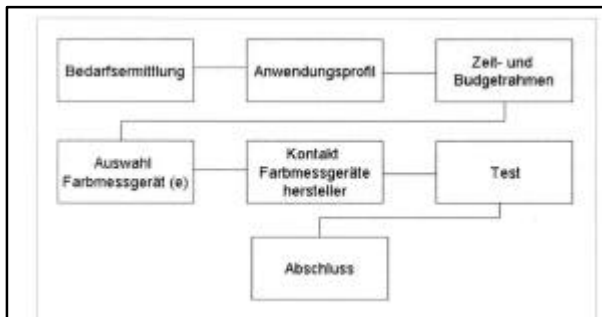 Bedarfsermittlung
Anwendungsprofil
Zeit- und
Budgetrahmen
Auswahl
Farbmessgerät (e)
Kontakt
Farbmessgeräte
hersteller
Test
Abschluss